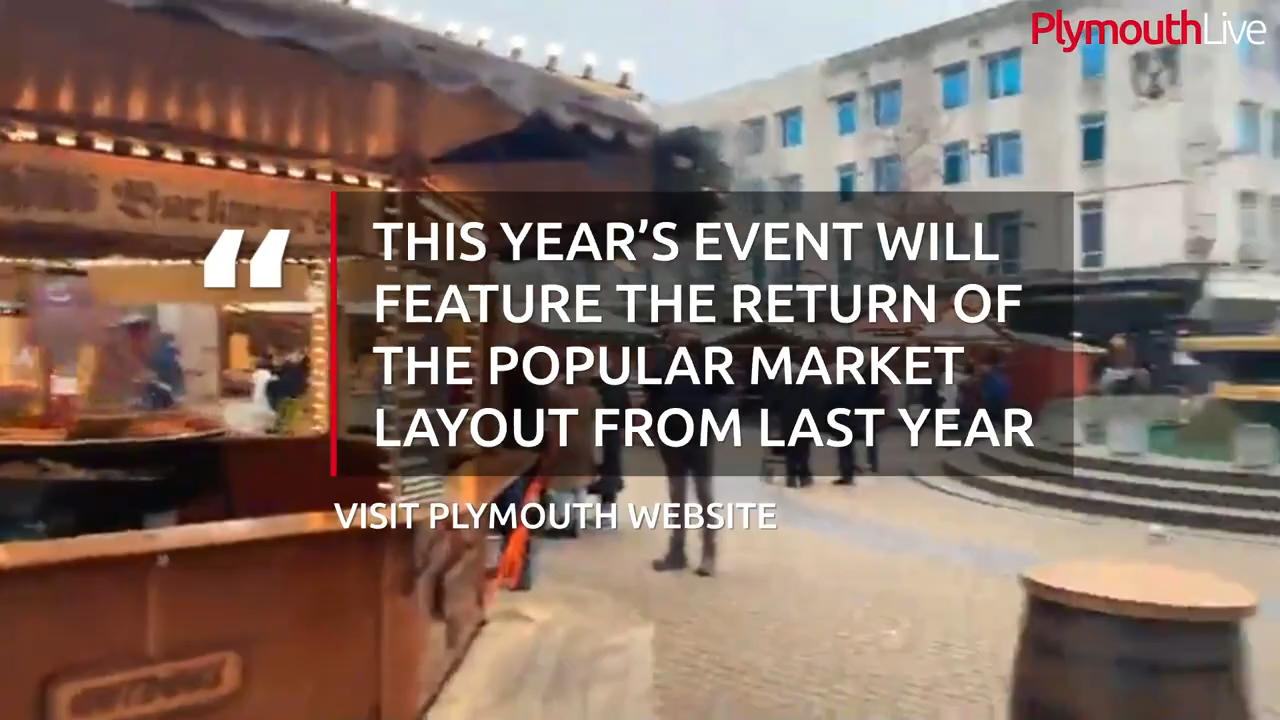 PlymouthLive
“
THIS YEAR’S EVENT WILL
FEATURE THE RETURN OF
THE POPULAR MARKET
LAYOUT FROM LAST YEAR
VISIT PLYMOUTH WEBSITE